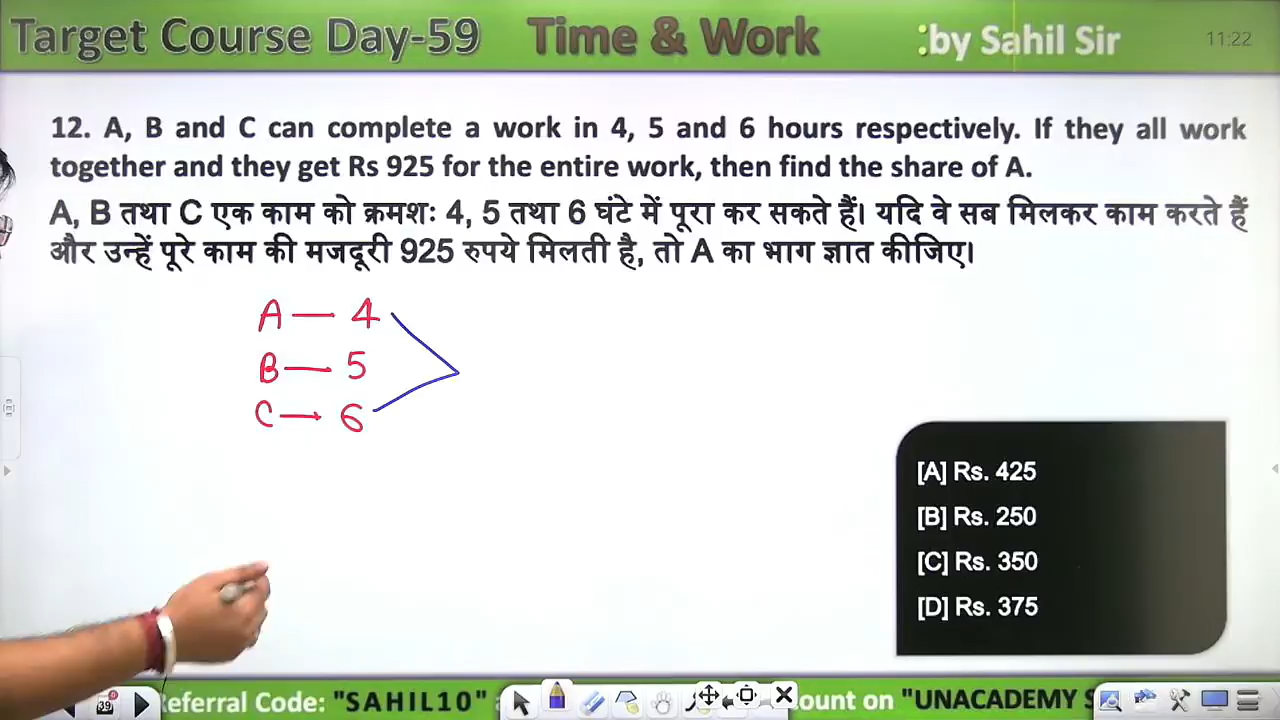 Target Course Day-59 Time & Work :by Sahil Sir 11:22
12. A, B and C can complete a work in 4, 5 and 6 hours respectively. If they all work
together and they get Rs 925 for the entire work, then find the share of A.
A, B तथा C एक काम को क्रमशः 4, 5 तथा 6 घंटे में पूरा कर सकते हैं। यदि वे सब मिलकर काम करते हैं
और उन्हें पूरे काम की मजदूरी 925 रुपये मिलती है, तो A का भाग ज्ञात कीजिए।
A — 4
B — 5
C — 6
[A] Rs. 425
[B] Rs. 250
[C] Rs. 350
[D] Rs. 375
eferral Code: "SAHIL10" ount on "UNACADEMY S
39